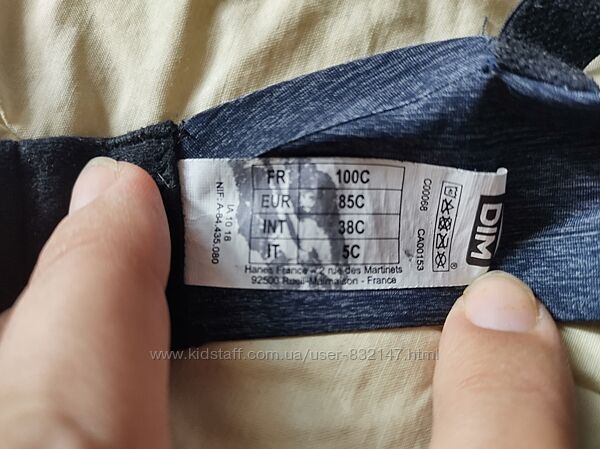 FR 100C
EUR 85C
INT 38C
IT 5C
Hanes France - 2 rue des Martinets
92500 Rueil-Malmaison - France
IA 10 18
NIF: A-84.435.080
C00068
CA00153
DIM
www.kidstaff.com.ua/user-832147.html